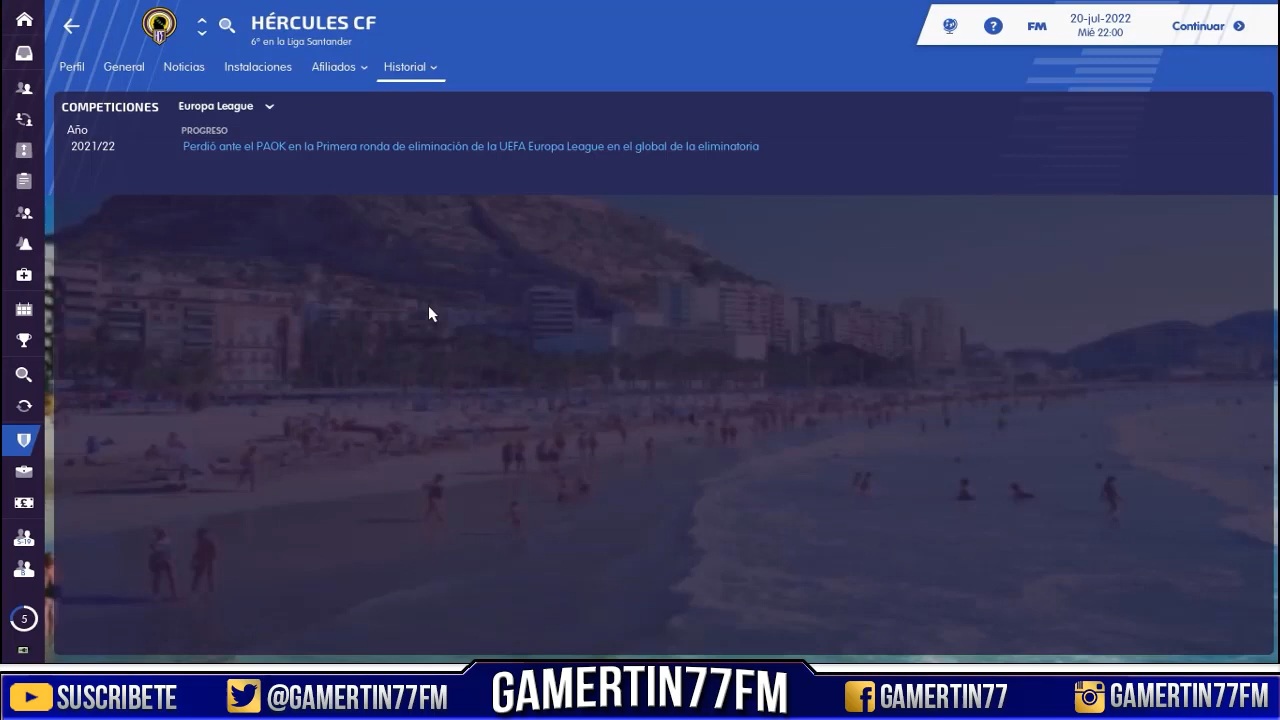 HÉRCULES CF
6º en la Liga Santander
FM
20-jul-2022
Mié 22:00
Continuar
Perfil
General
Noticias
Instalaciones
Afiliados
Historial
COMPETICIONES
Europa League
Año
PROGRESO
2021/22
Perdió ante el PAOK en la Primera ronda de eliminación de la UEFA Europa League en el global de la eliminatoria
S-19
B
5
SUSCRIBETE
@GAMERTIN77FM
GAMERTIN77FM
GAMERTIN77
GAMERTIN77FM